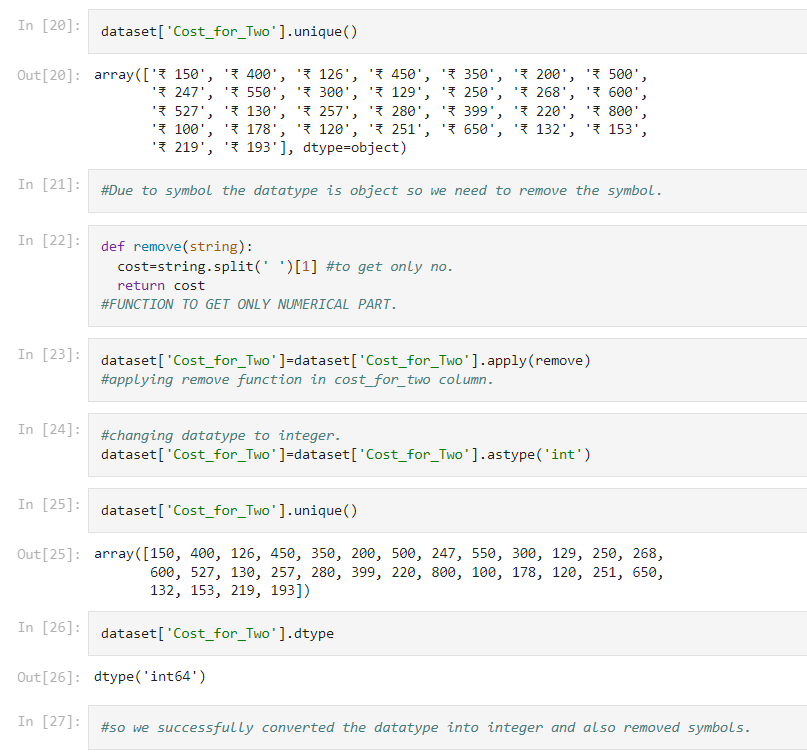 In [20]: dataset['Cost_for_Two'].unique()
Out[20]: array(['₹ 150', '₹ 400', '₹ 126', '₹ 450', '₹ 350', '₹ 200', '₹ 500',
'₹ 247', '₹ 550', '₹ 300', '₹ 129', '₹ 250', '₹ 268', '₹ 600',
'₹ 527', '₹ 130', '₹ 257', '₹ 280', '₹ 399', '₹ 220', '₹ 800',
'₹ 100', '₹ 178', '₹ 120', '₹ 251', '₹ 650', '₹ 132', '₹ 153',
'₹ 219', '₹ 193'], dtype=object)
In [21]: #Due to symbol the datatype is object so we need to remove the symbol.
In [22]: def remove(string):
cost=string.split(' ')[1] #to get only no.
return cost
#FUNCTION TO GET ONLY NUMERICAL PART.
In [23]: dataset['Cost_for_Two']=dataset['Cost_for_Two'].apply(remove)
#applying remove function in cost_for_two column.
In [24]: #changing datatype to integer.
dataset['Cost_for_Two']=dataset['Cost_for_Two'].astype('int')
In [25]: dataset['Cost_for_Two'].unique()
Out[25]: array([150, 400, 126, 450, 350, 200, 500, 247, 550, 300, 129, 250, 268,
600, 527, 130, 257, 280, 399, 220, 800, 100, 178, 120, 251, 650,
132, 153, 219, 193])
In [26]: dataset['Cost_for_Two'].dtype
Out[26]: dtype('int64')
In [27]: #so we successfully converted the datatype into integer and also removed symbols.